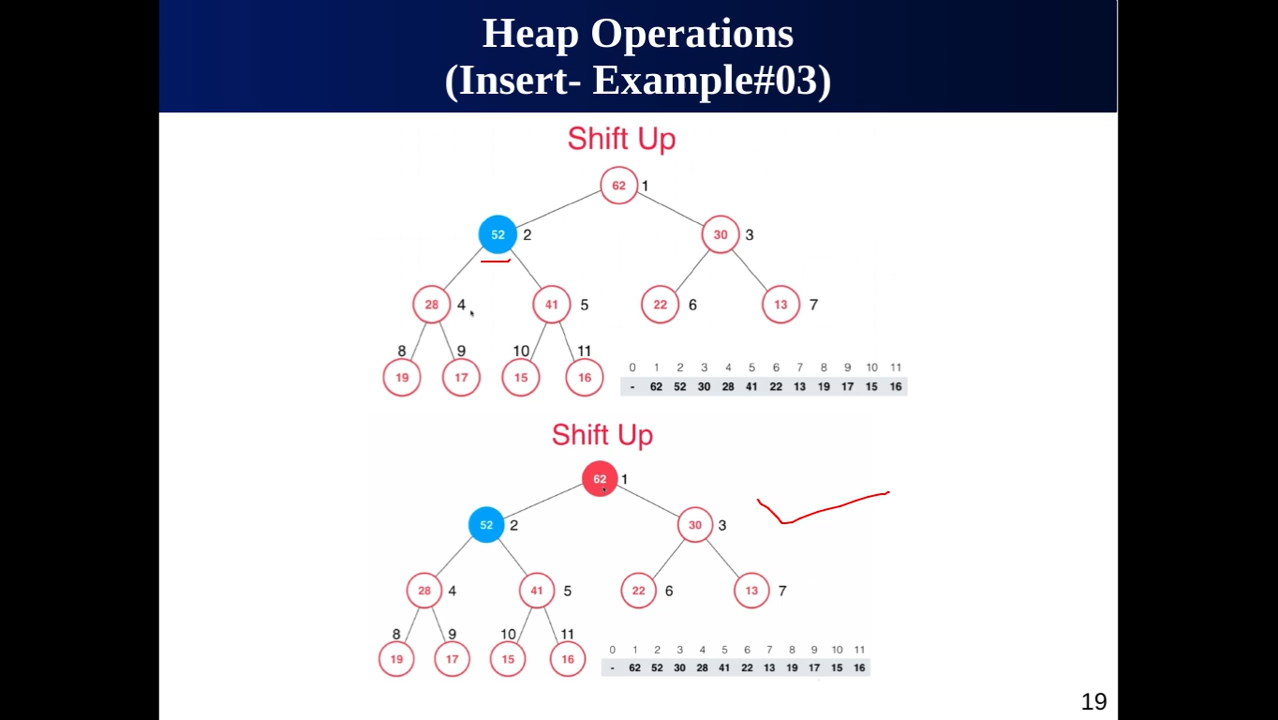 Heap Operations
(Insert- Example#03)
Shift Up
62 1
52 2 30 3
28 4 41 5 22 6 13 7
8 9 10 11
19 17 15 16
0 1 2 3 4 5 6 7 8 9 10 11
- 62 52 30 28 41 22 13 19 17 15 16
Shift Up
62 1
52 2 30 3
28 4 41 5 22 6 13 7
8 9 10 11
19 17 15 16
0 1 2 3 4 5 6 7 8 9 10 11
- 62 52 30 28 41 22 13 19 17 15 16
19